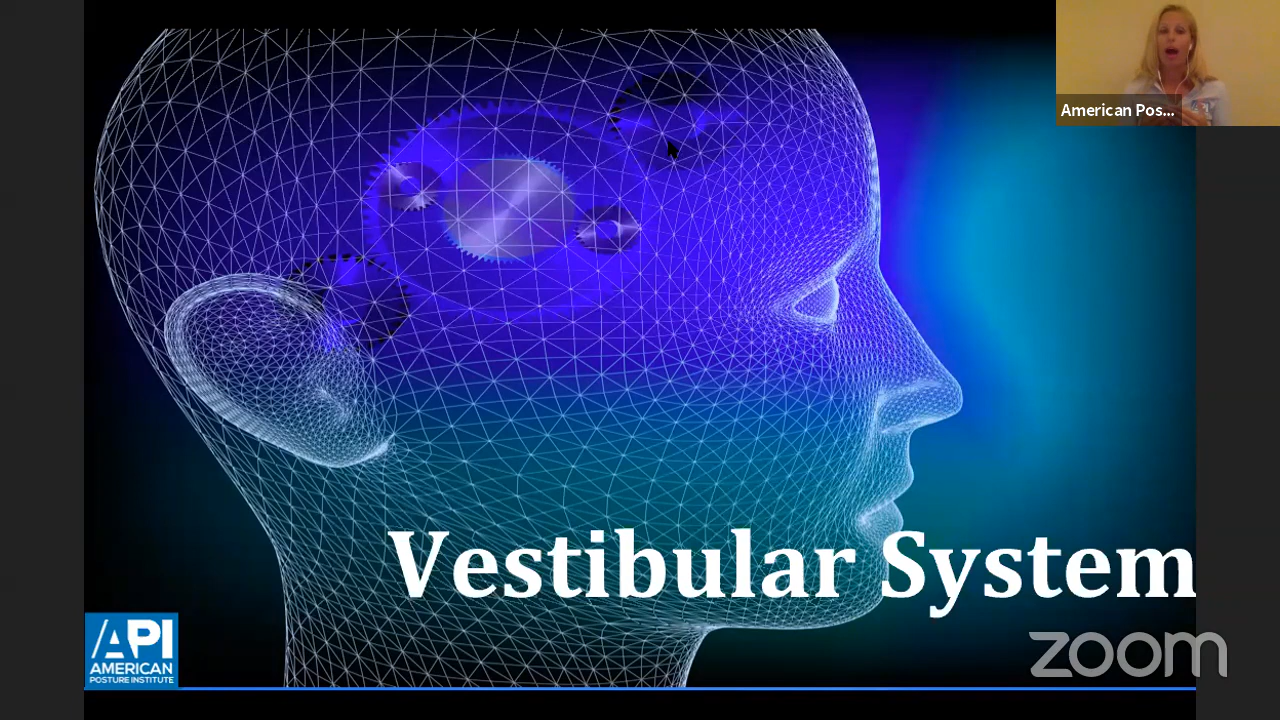 American Pos...
Vestibular System
API
AMERICAN
POSTURE INSTITUTE
zoom